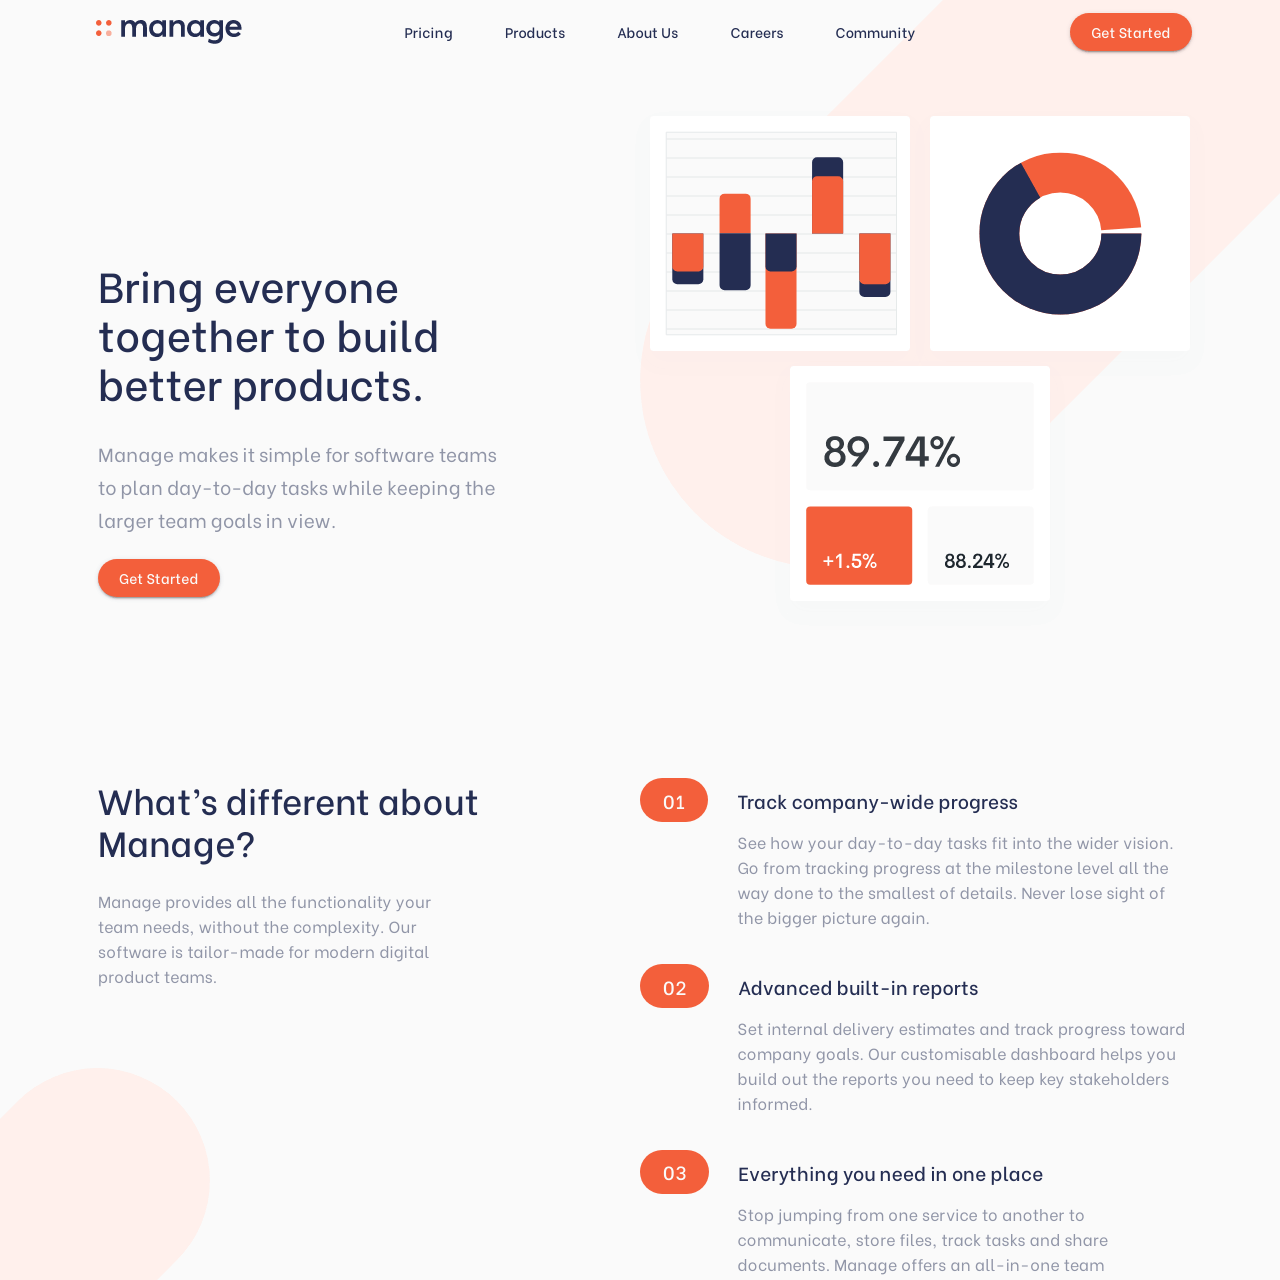 manage
Pricing
Products
About Us
Careers
Community
Get Started
Bring everyone
together to build
better products.
Manage makes it simple for software teams
to plan day-to-day tasks while keeping the
larger team goals in view.
Get Started
89.74%
+1.5%
88.24%
What’s different about
Manage?
Manage provides all the functionality your
team needs, without the complexity. Our
software is tailor-made for modern digital
product teams.
01
Track company-wide progress
See how your day-to-day tasks fit into the wider vision.
Go from tracking progress at the milestone level all the
way done to the smallest of details. Never lose sight of
the bigger picture again.
02
Advanced built-in reports
Set internal delivery estimates and track progress toward
company goals. Our customisable dashboard helps you
build out the reports you need to keep key stakeholders
informed.
03
Everything you need in one place
Stop jumping from one service to another to
communicate, store files, track tasks and share
documents. Manage offers an all-in-one team